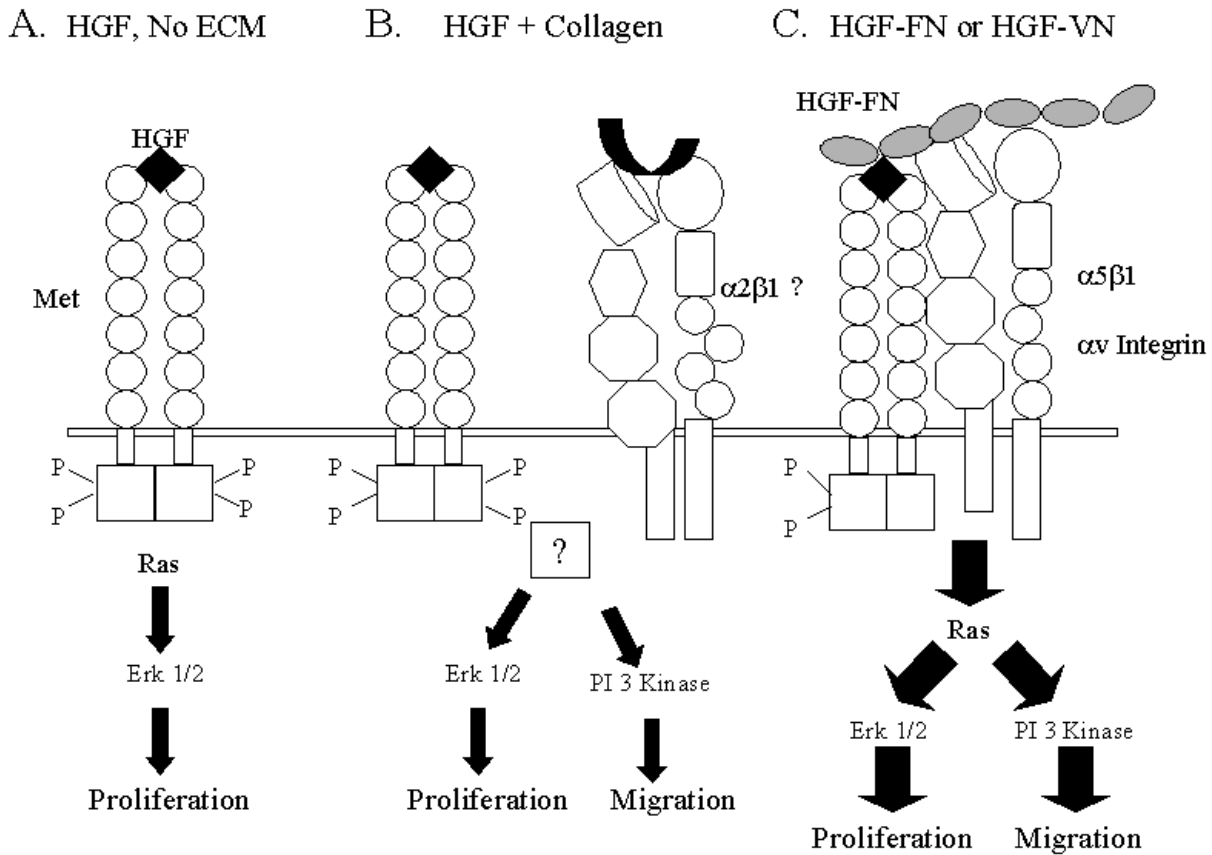 A. HGF, No ECM
B. HGF + Collagen
C. HGF-FN or HGF-VN
HGF
HGF-FN
Met
α2β1 ?
α5β1
αv Integrin
P
P
P
P
P
P
P
P
P
P
Ras
Erk 1/2
Proliferation
?
Erk 1/2
PI 3 Kinase
Proliferation
Migration
Ras
Erk 1/2
PI 3 Kinase
Proliferation
Migration